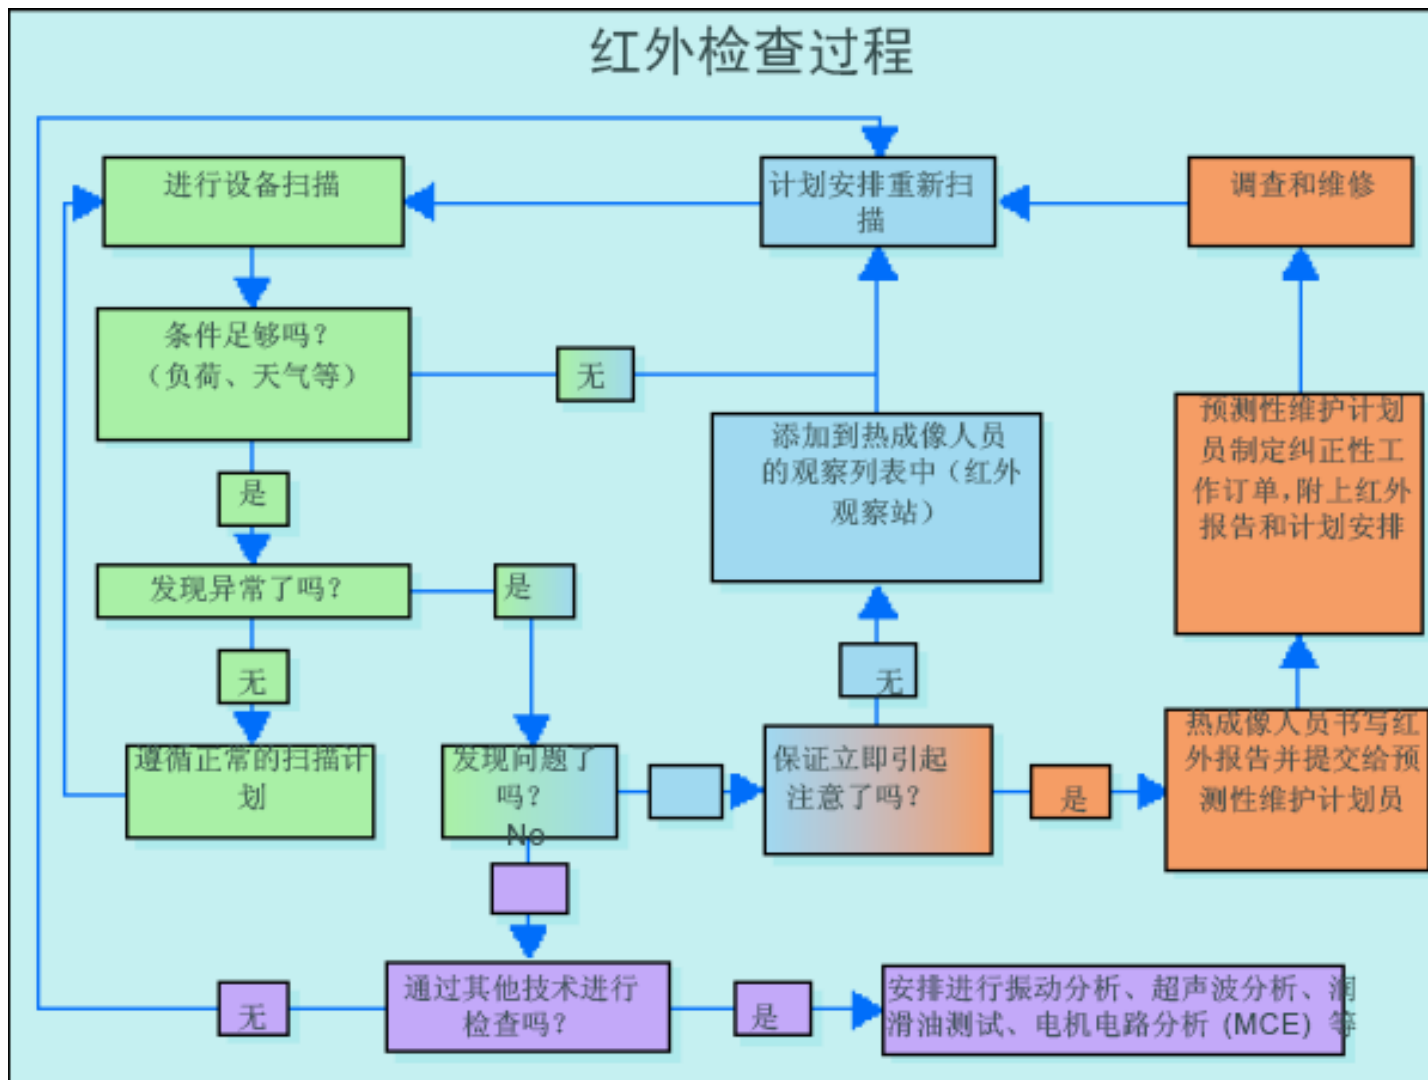 红外检查过程
进行设备扫描
计划安排重新扫
描
调查和维修
条件足够吗？
（负荷、天气等）
无
添加到热成像人员
的观察列表中（红外
观察站）
预测性维护计划
员制定纠正性工
作订单，附上红外
报告和计划安排
是
发现异常了吗？
是
无
无
遵循正常的扫描计
划
发现问题了
吗？
No
保证立即引起
注意了吗？
是
热成像人员书写红
外报告并提交给预
测性维护计划员
无
通过其他技术进行
检查吗？
是
安排进行振动分析、超声波分析、润
滑油测试、电机电路分析 (MCE) 等